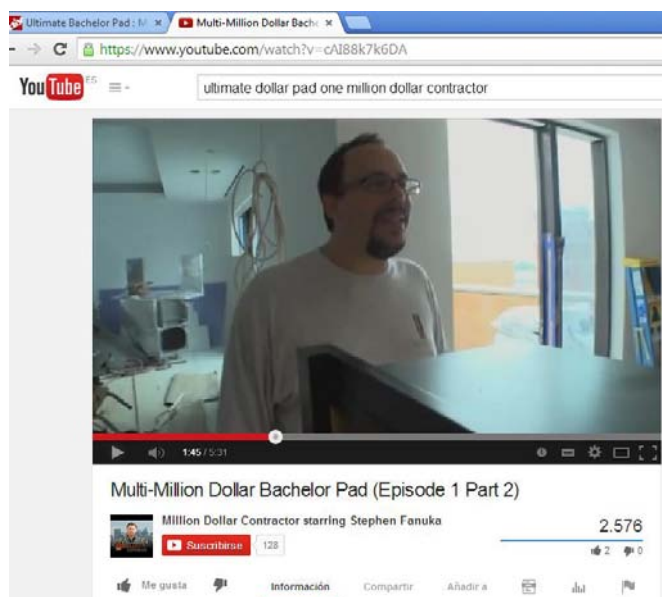 Ultimate Bachelor Pad : M
Multi-Million Dollar Bache
https://www.youtube.com/watch?v=cAI88k7k6DA
YouTube ES
ultimate dollar pad one million dollar contractor
1:45 / 5:31
Multi-Million Dollar Bachelor Pad (Episode 1 Part 2)
Million Dollar Contractor starring Stephen Fanuka
2.576
Suscribirse 128
2 0
Me gusta Información Compartir Añadir a